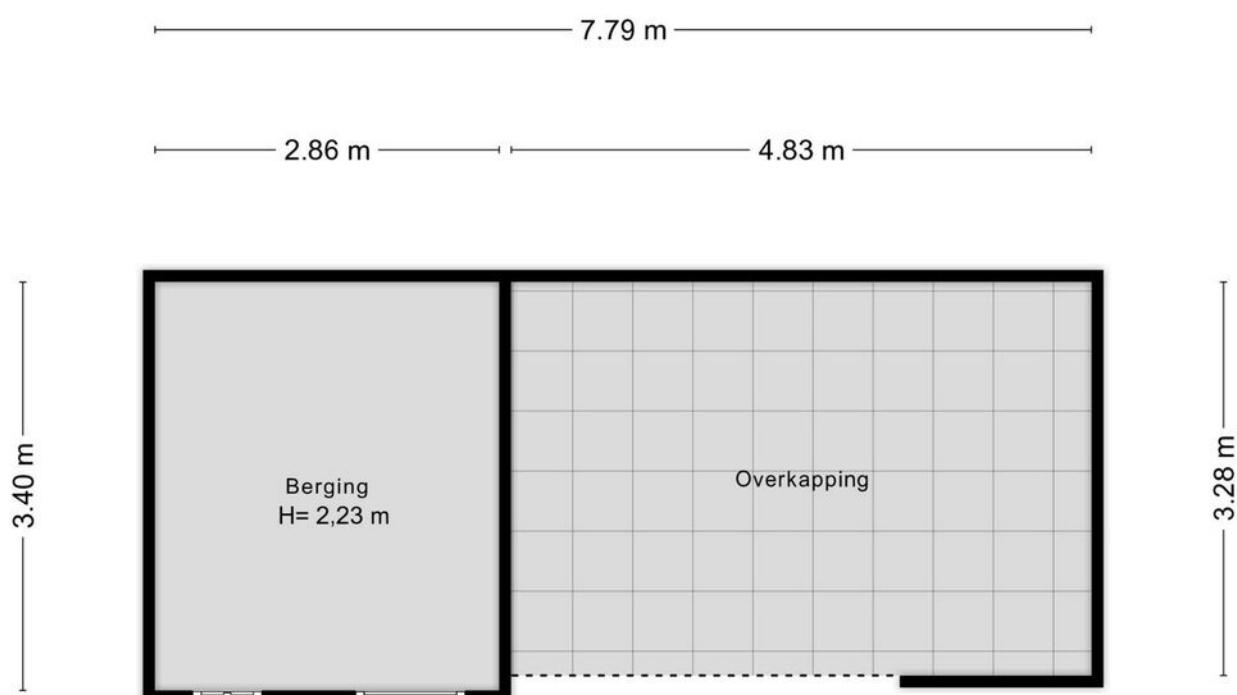 7.79 m
2.86 m
4.83 m
3.40 m
Berging
H= 2,23 m
Overkapping
3.28 m